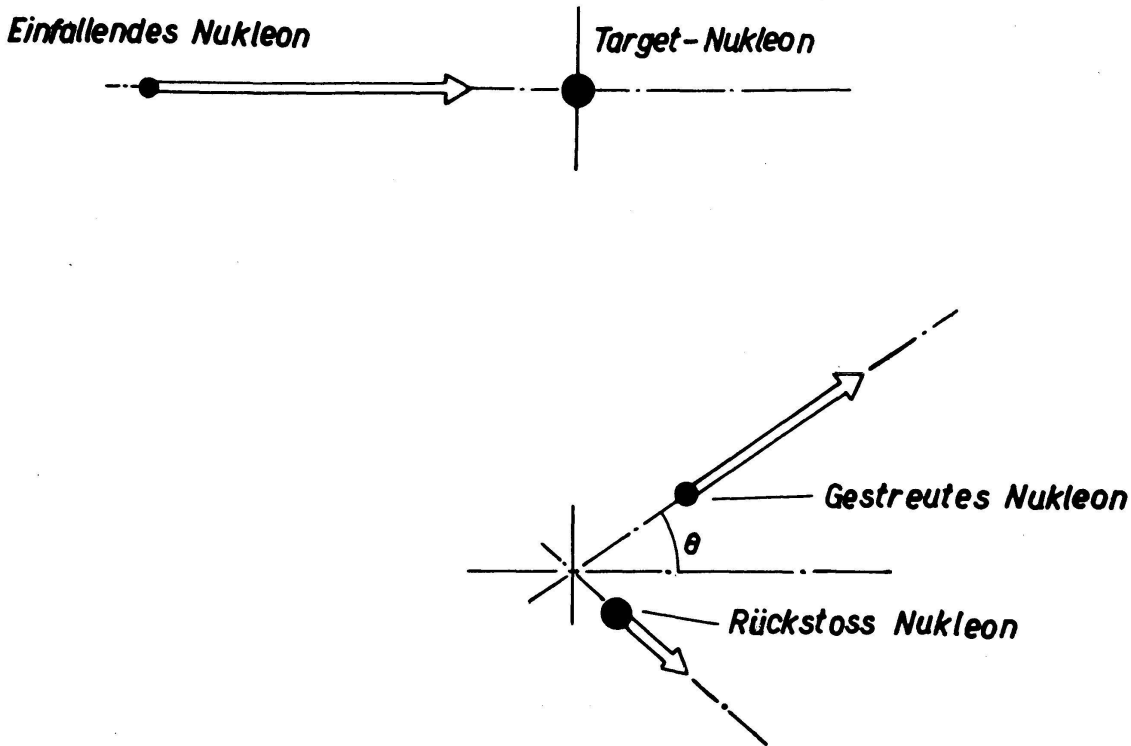 Einfallendes Nukleon
Target-Nukleon
Gestreutes Nukleon
θ
Rückstoss Nukleon